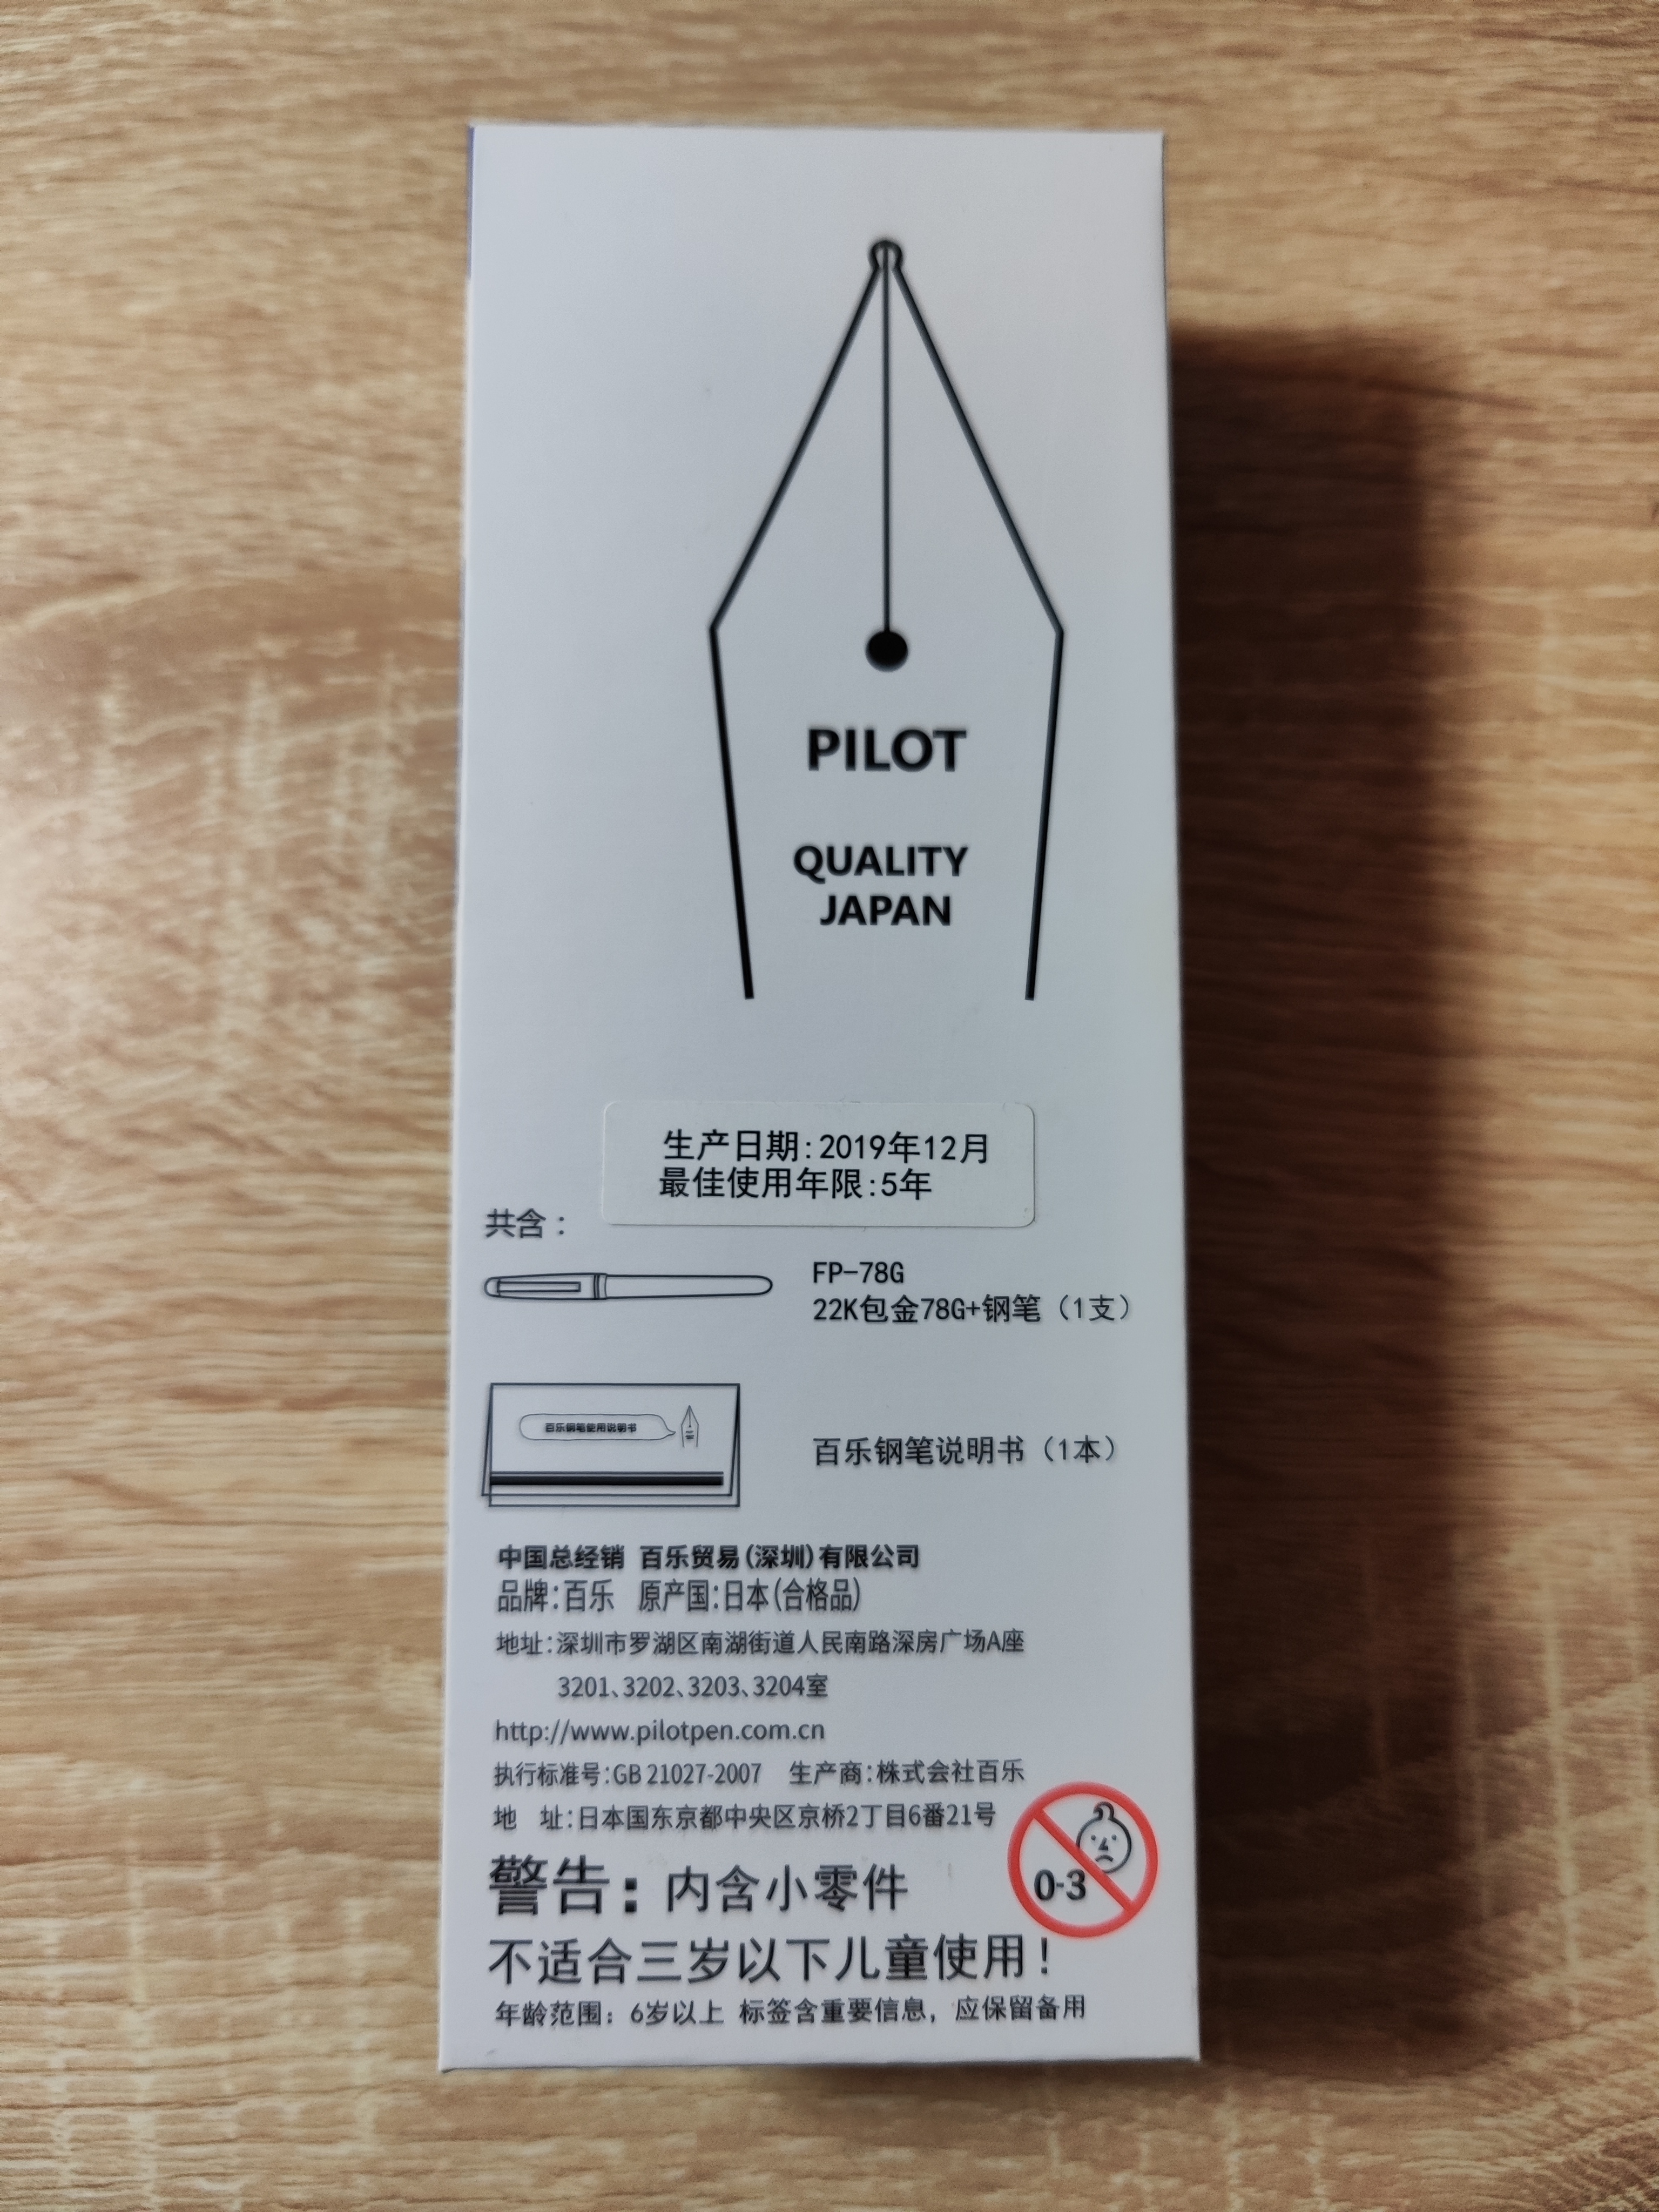 PILOT
QUALITY
JAPAN
生产日期:2019年12月
最佳使用年限:5年
共含：
FP-78G
22K包金78G+钢笔（1支）
百乐钢笔使用说明书
百乐钢笔说明书（1本）
中国总经销 百乐贸易(深圳)有限公司
品牌:百乐 原产国:日本(合格品)
地址:深圳市罗湖区南湖街道人民南路深房广场A座
3201、3202、3203、3204室
http://www.pilotpen.com.cn
执行标准号:GB 21027-2007 生产商:株式会社百乐
地 址:日本国东京都中央区京桥2丁目6番21号
0-3
警告：内含小零件
不适合三岁以下儿童使用！
年龄范围：6岁以上 标签含重要信息，应保留备用